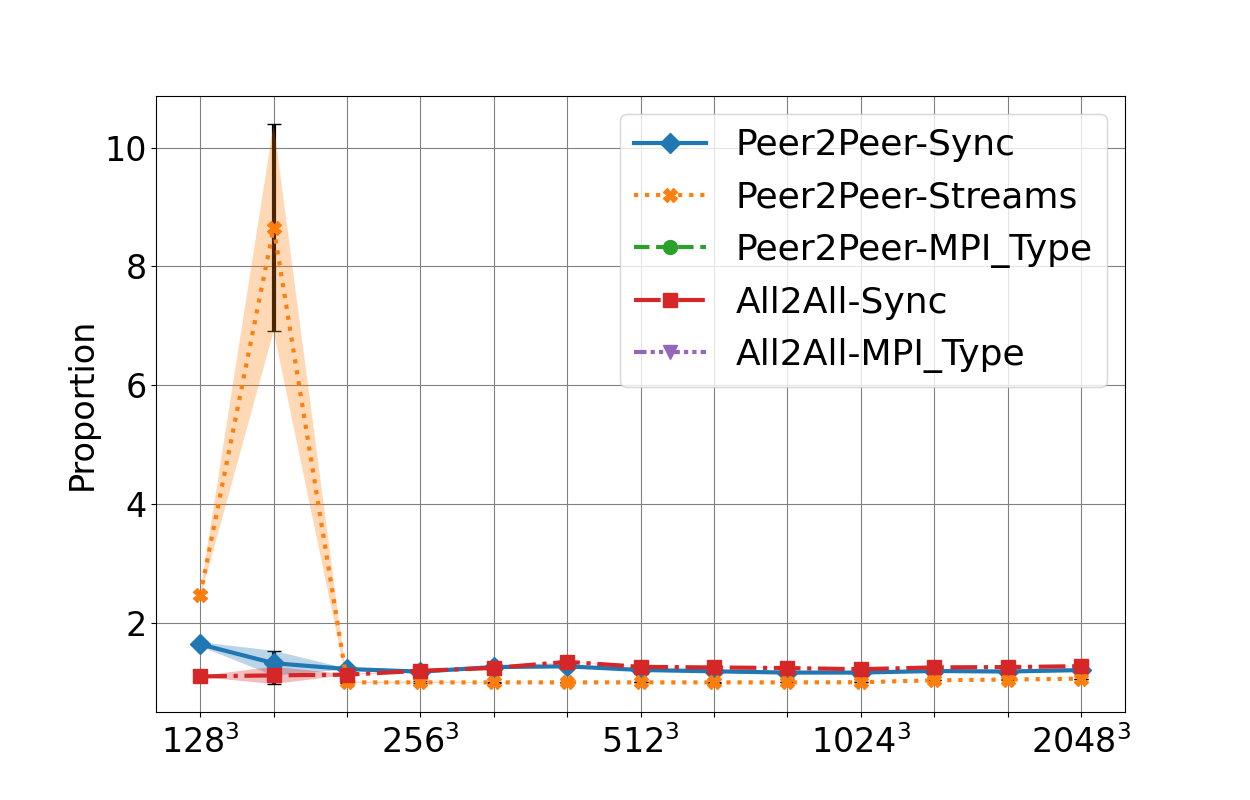 Proportion
10
8
6
4
2
128³
256³
512³
1024³
2048³
Peer2Peer-Sync
Peer2Peer-Streams
Peer2Peer-MPI_Type
All2All-Sync
All2All-MPI_Type